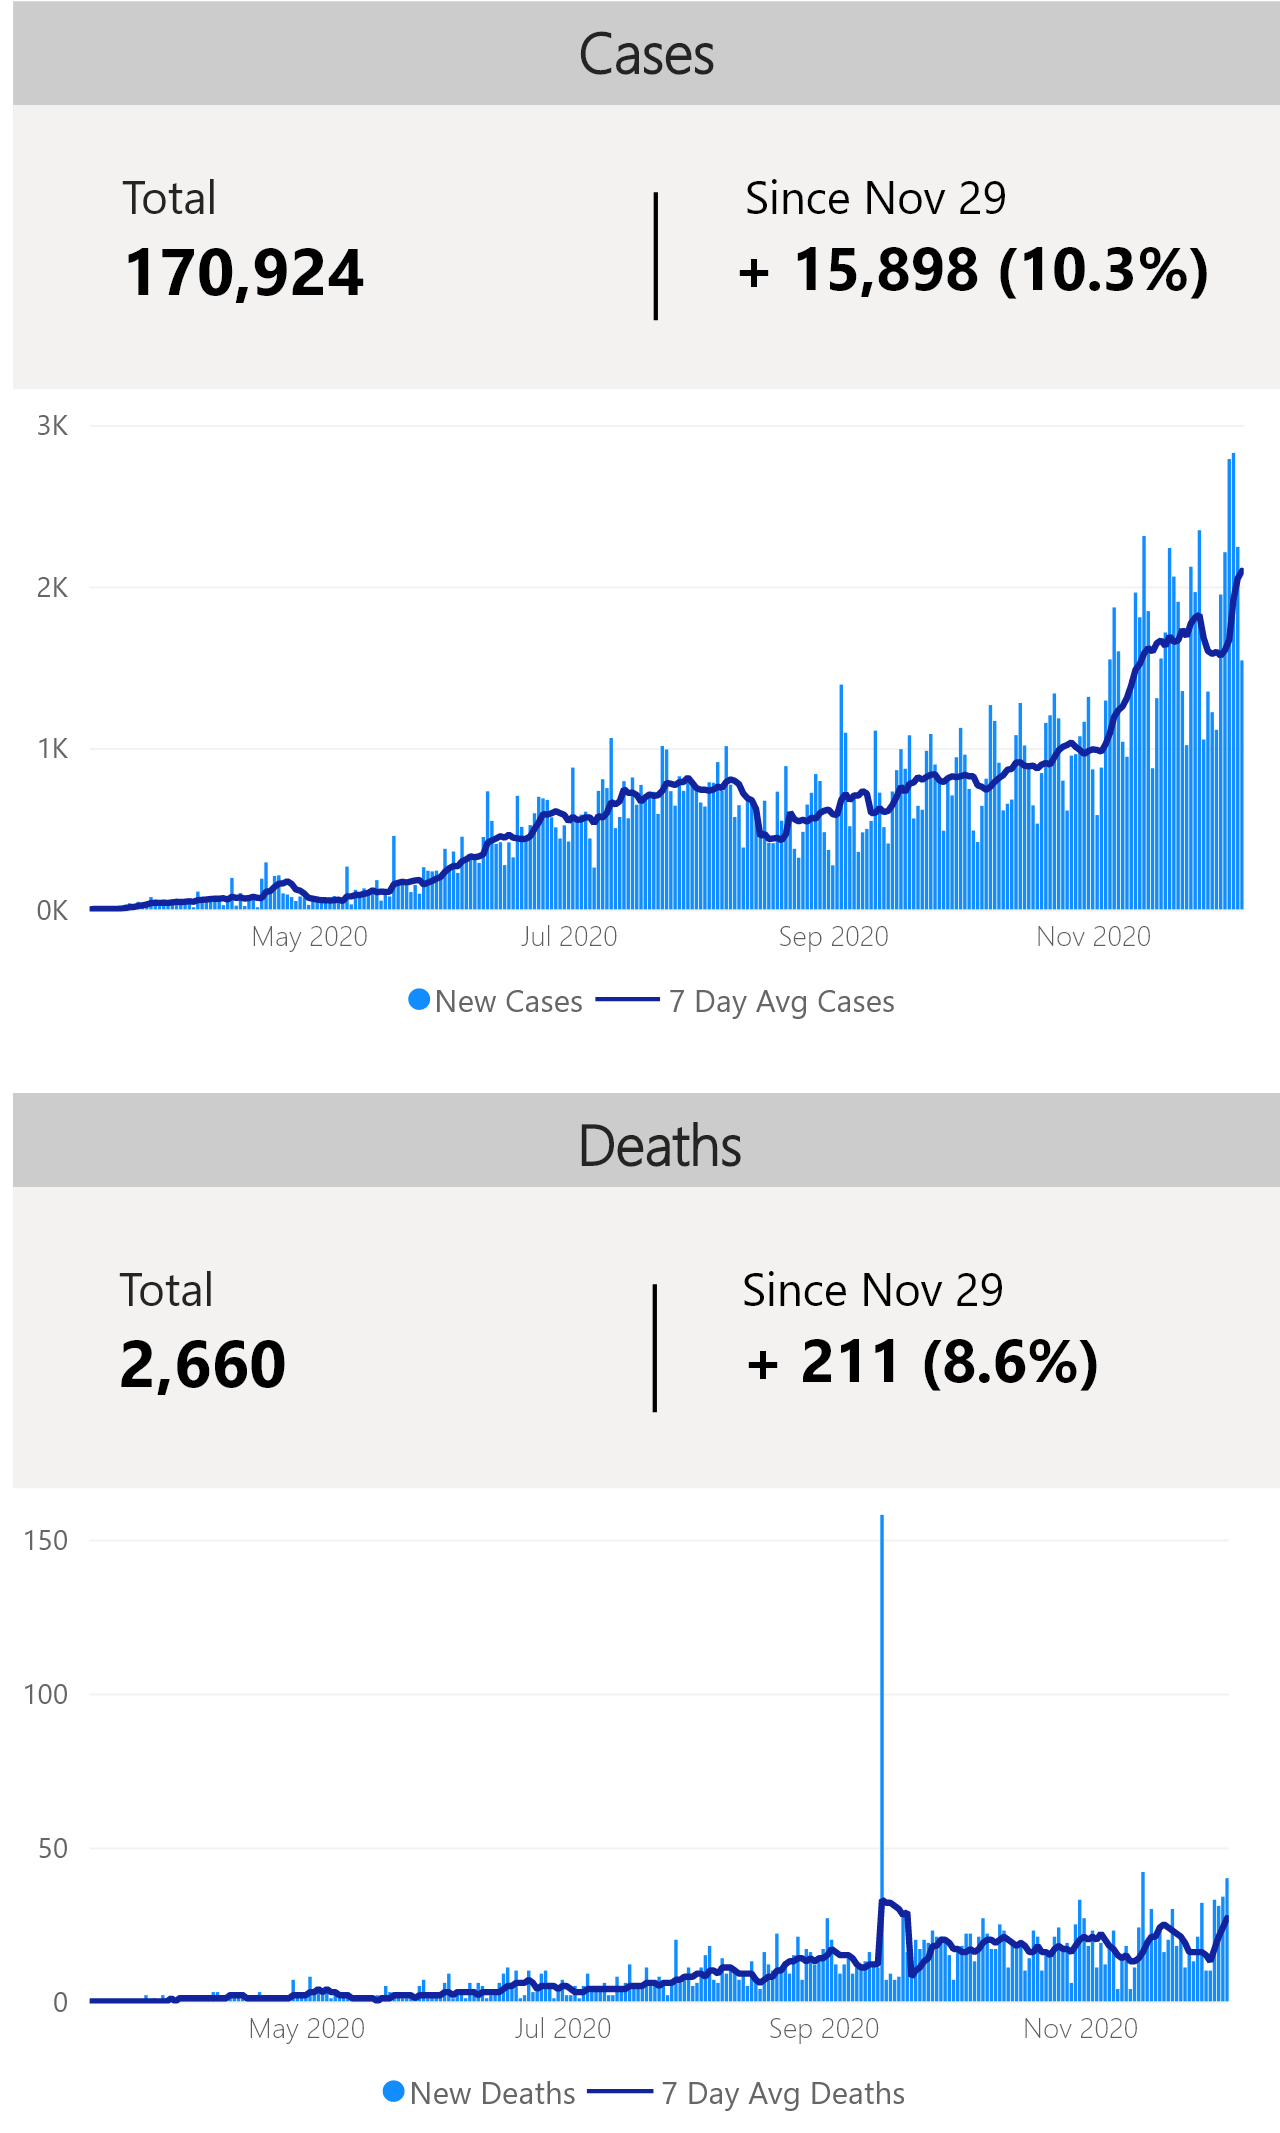 Cases
Total
Since Nov 29
170,924
+ 15,898 (10.3%)
3K
2K
1K
0K
May 2020
Jul 2020
Sep 2020
Nov 2020
New Cases
7 Day Avg Cases
Deaths
Total
Since Nov 29
2,660
+ 211 (8.6%)
150
100
50
0
May 2020
Jul 2020
Sep 2020
Nov 2020
New Deaths
7 Day Avg Deaths